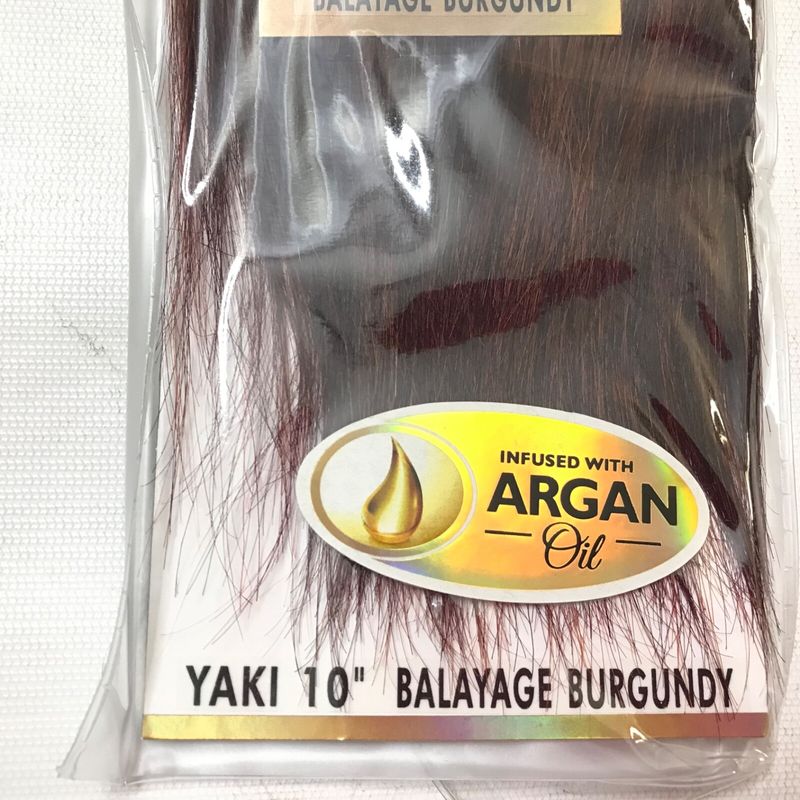 BALAYAGE BURGUNDY
INFUSED WITH
ARGAN
Oil
YAKI 10" BALAYAGE BURGUNDY